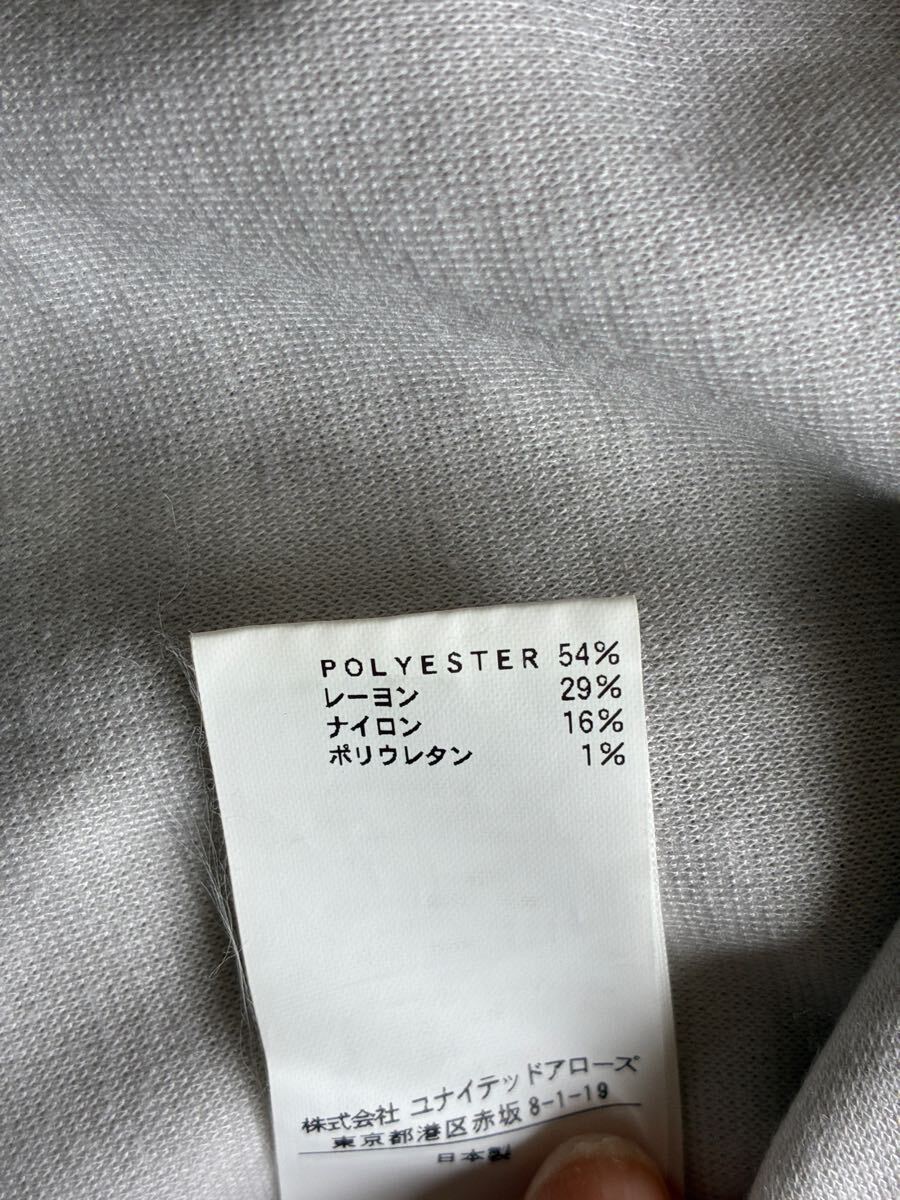 POLYESTER 54%
レーヨン 29%
ナイロン 16%
ポリウレタン 1%
株式会社 ユナイテッドアローズ
東京都港区赤坂8-1-19
日本製